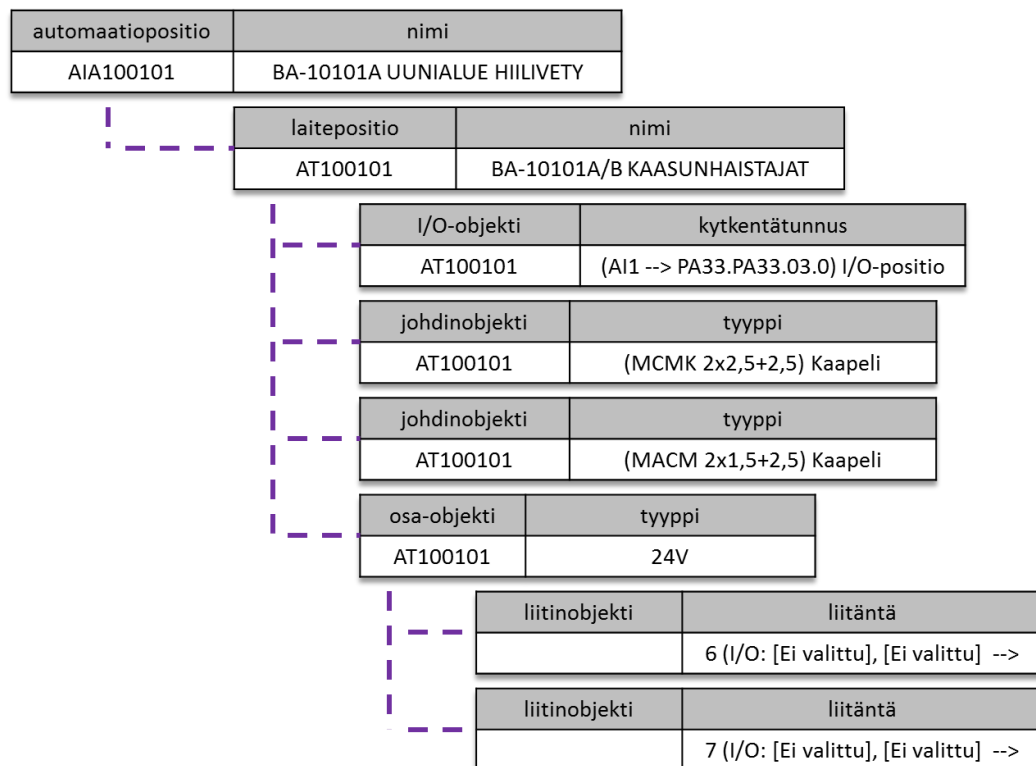 automaatiopositio nimi
AIA100101 BA-10101A UUNIALUE HIILIVETY
laitepositio nimi
AT100101 BA-10101A/B KAASUNHAISTAJAT
I/O-objekti kytkentätunnus
AT100101 (AI1 --> PA33.PA33.03.0) I/O-positio
johdinobjekti tyyppi
AT100101 (MCMK 2x2,5+2,5) Kaapeli
johdinobjekti tyyppi
AT100101 (MACM 2x1,5+2,5) Kaapeli
osa-objekti tyyppi
AT100101 24V
liitinobjekti liitäntä
6 (I/O: [Ei valittu], [Ei valittu] -->
liitinobjekti liitäntä
7 (I/O: [Ei valittu], [Ei valittu] -->